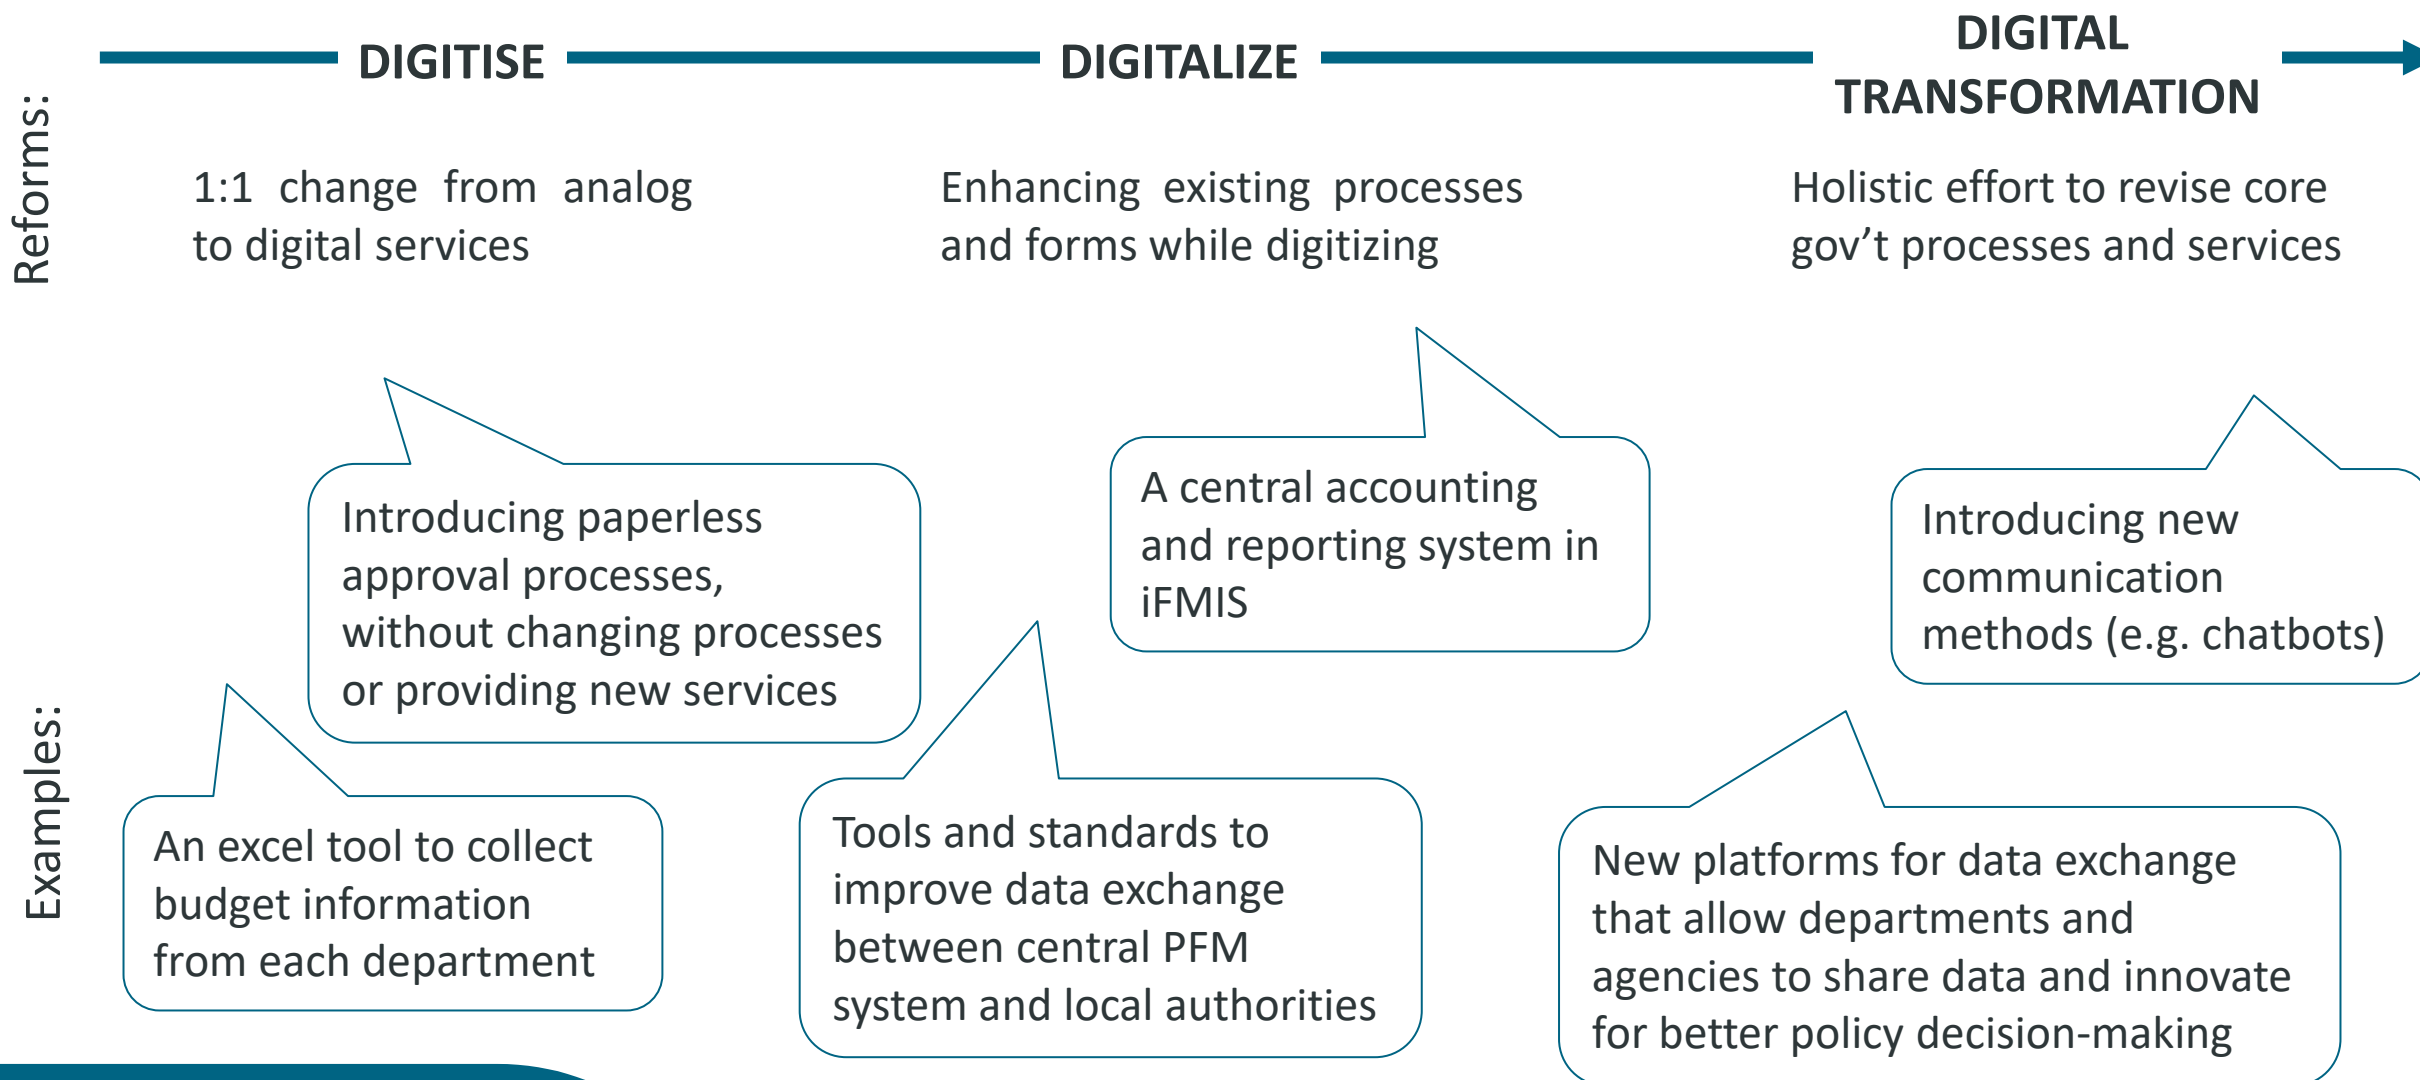 Reforms:
DIGITISE
DIGITALIZE
DIGITAL
TRANSFORMATION
1:1 change from analog
to digital services
Enhancing existing processes
and forms while digitizing
Holistic effort to revise core
gov’t processes and services
Examples:
Introducing paperless
approval processes,
without changing processes
or providing new services
An excel tool to collect
budget information
from each department
A central accounting
and reporting system in
iFMIS
Tools and standards to
improve data exchange
between central PFM
system and local authorities
Introducing new
communication
methods (e.g. chatbots)
New platforms for data exchange
that allow departments and
agencies to share data and innovate
for better policy decision-making